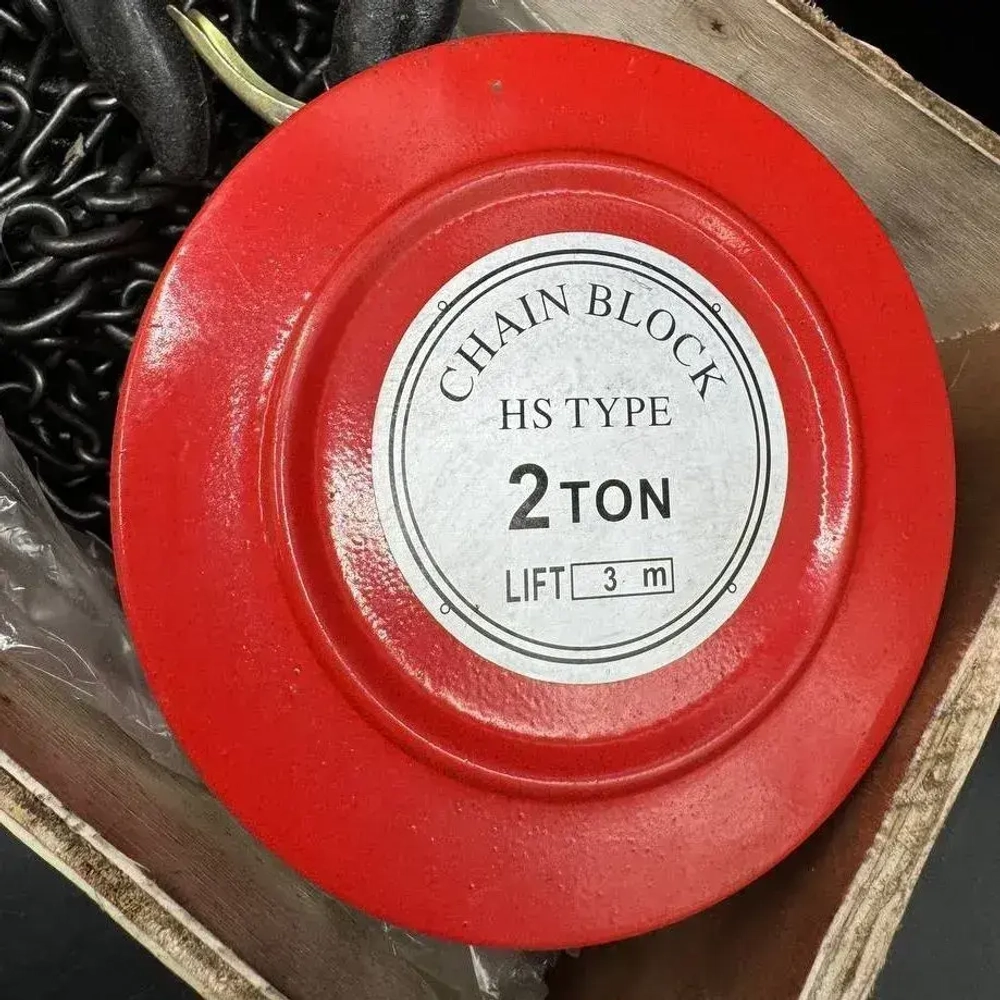 CHAIN BLOCK
HS TYPE
2 TON
LIFT 3 m